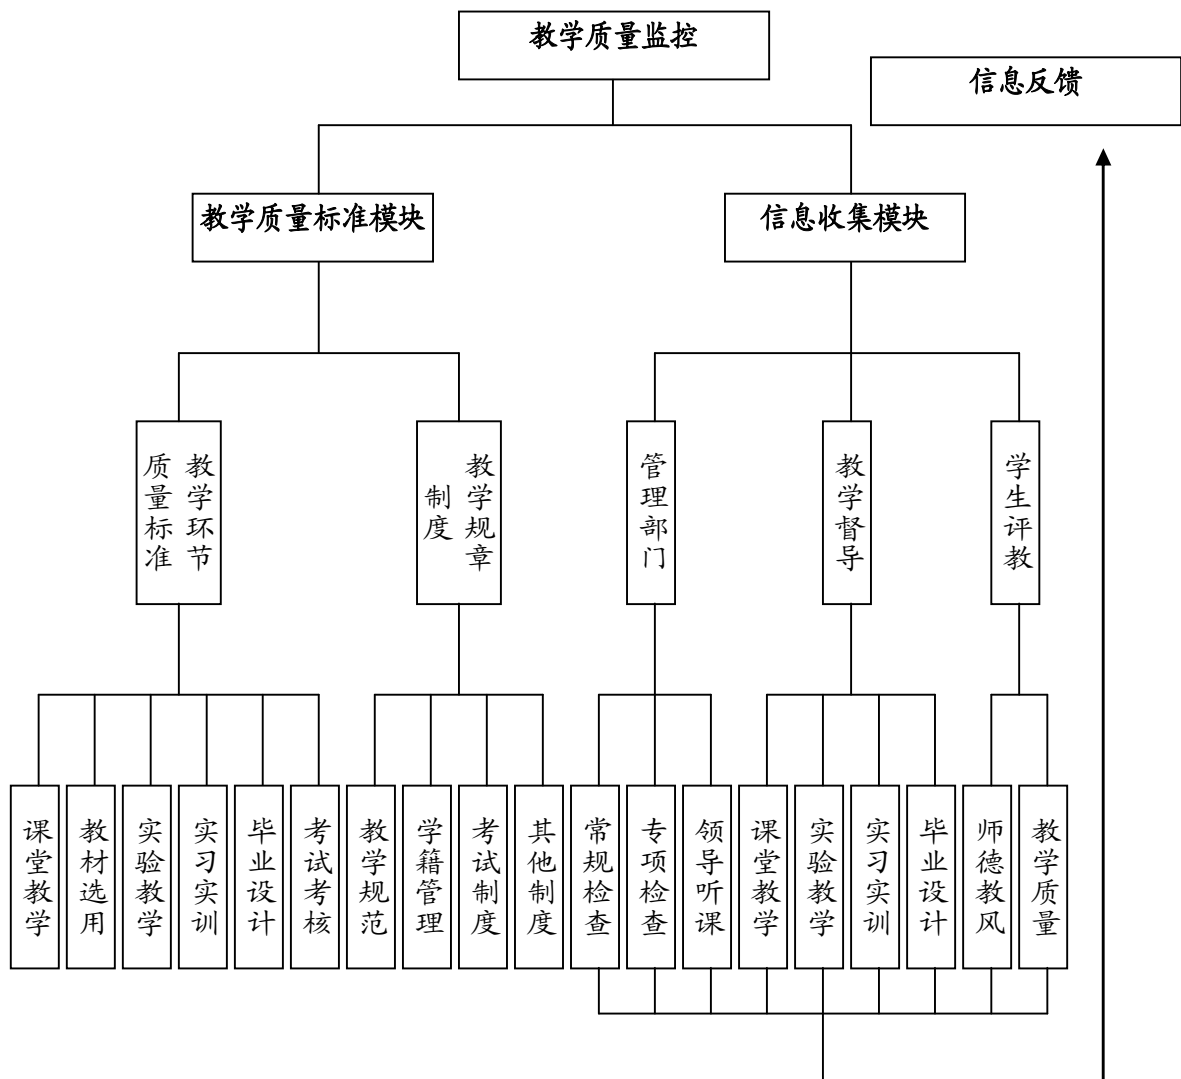 教学质量监控
信息反馈
教学质量标准模块
信息收集模块
教学环节
质量标准
教学规章
制度
管理部门
教学督导
学生评教
课堂教学
教材选用
实验教学
实习实训
毕业设计
考试考核
教学规范
学籍管理
考试制度
其他制度
常规检查
专项检查
领导听课
课堂教学
实验教学
实习实训
毕业设计
师德教风
教学质量